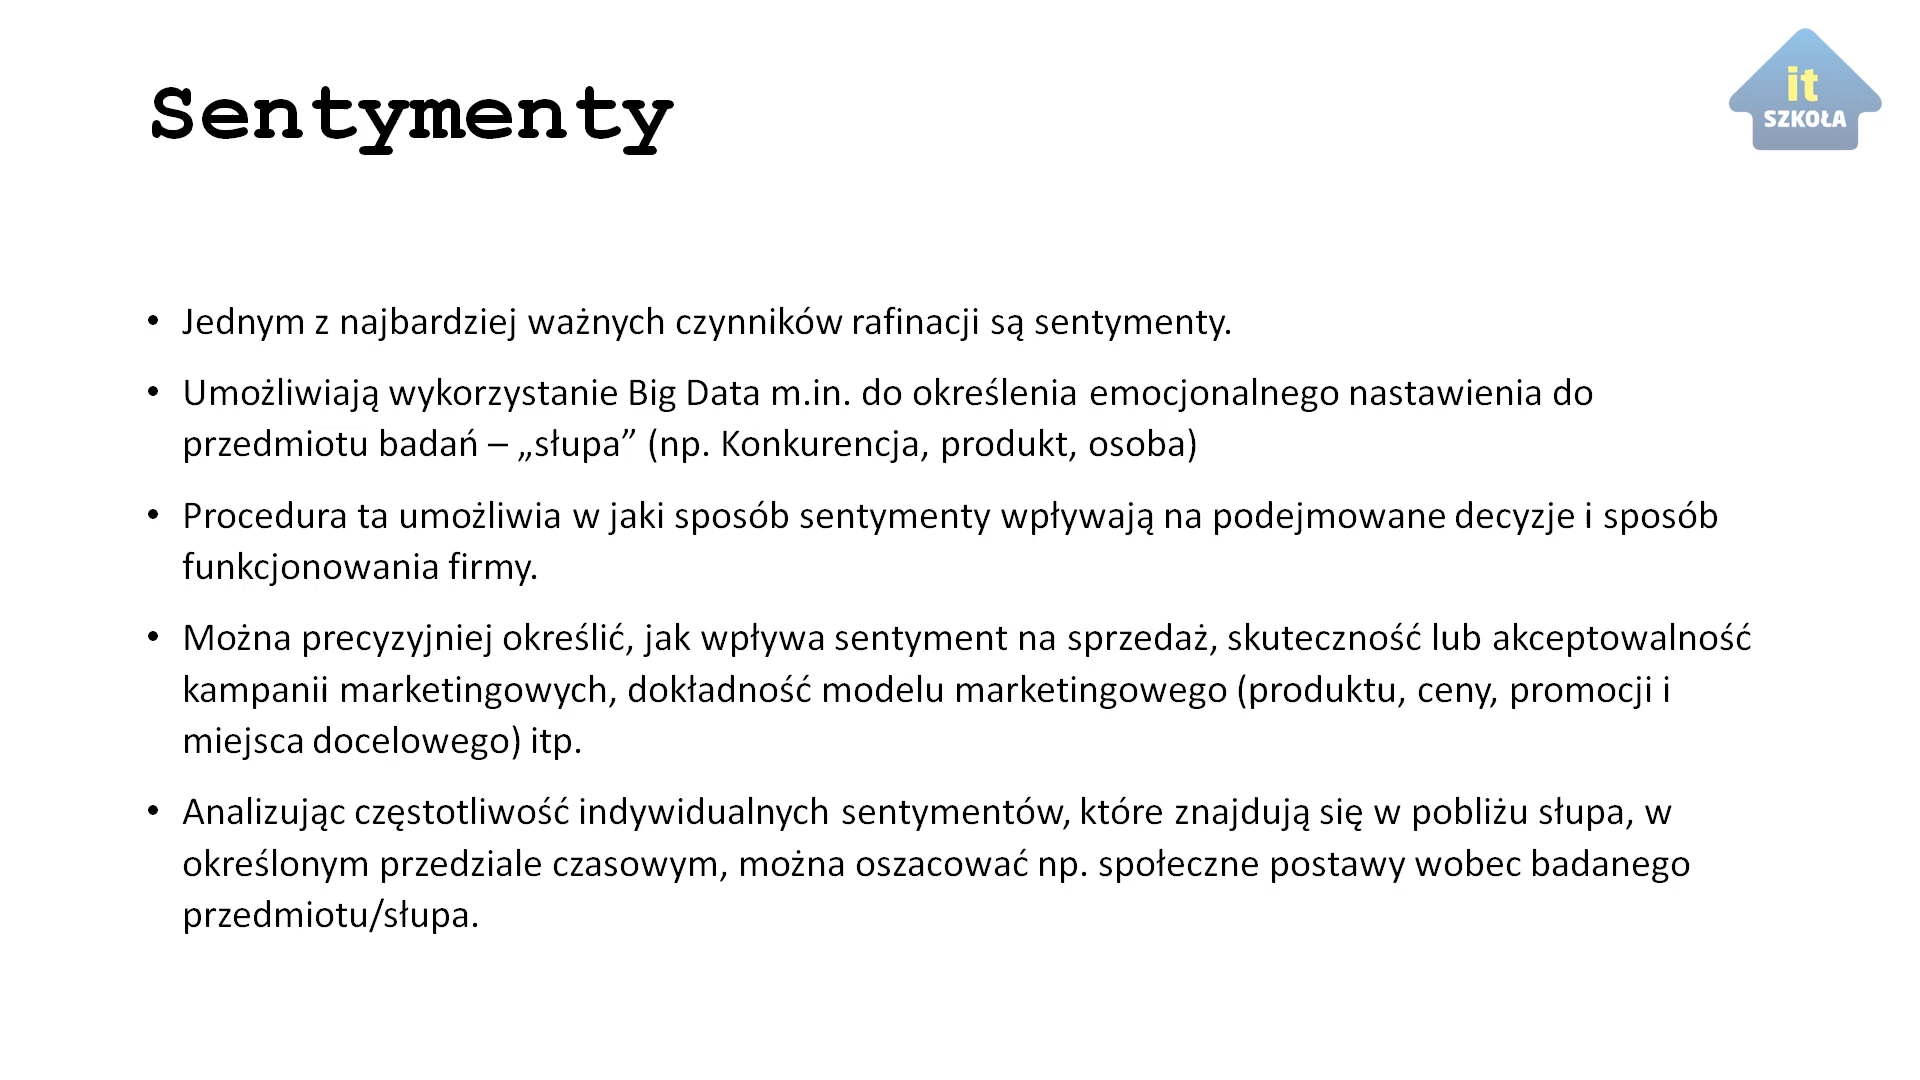 Sentymenty
it
SZKOŁA
• Jednym z najbardziej ważnych czynników rafinacji są sentymenty.
• Umożliwiają wykorzystanie Big Data m.in. do określenia emocjonalnego nastawienia do
przedmiotu badań – „słupa” (np. Konkurencja, produkt, osoba)
• Procedura ta umożliwia w jaki sposób sentymenty wpływają na podejmowane decyzje i sposób
funkcjonowania firmy.
• Można precyzyjniej określić, jak wpływa sentyment na sprzedaż, skuteczność lub akceptowalność
kampanii marketingowych, dokładność modelu marketingowego (produktu, ceny, promocji i
miejsca docelowego) itp.
• Analizując częstotliwość indywidualnych sentymentów, które znajdują się w pobliżu słupa, w
określonym przedziale czasowym, można oszacować np. społeczne postawy wobec badanego
przedmiotu/słupa.